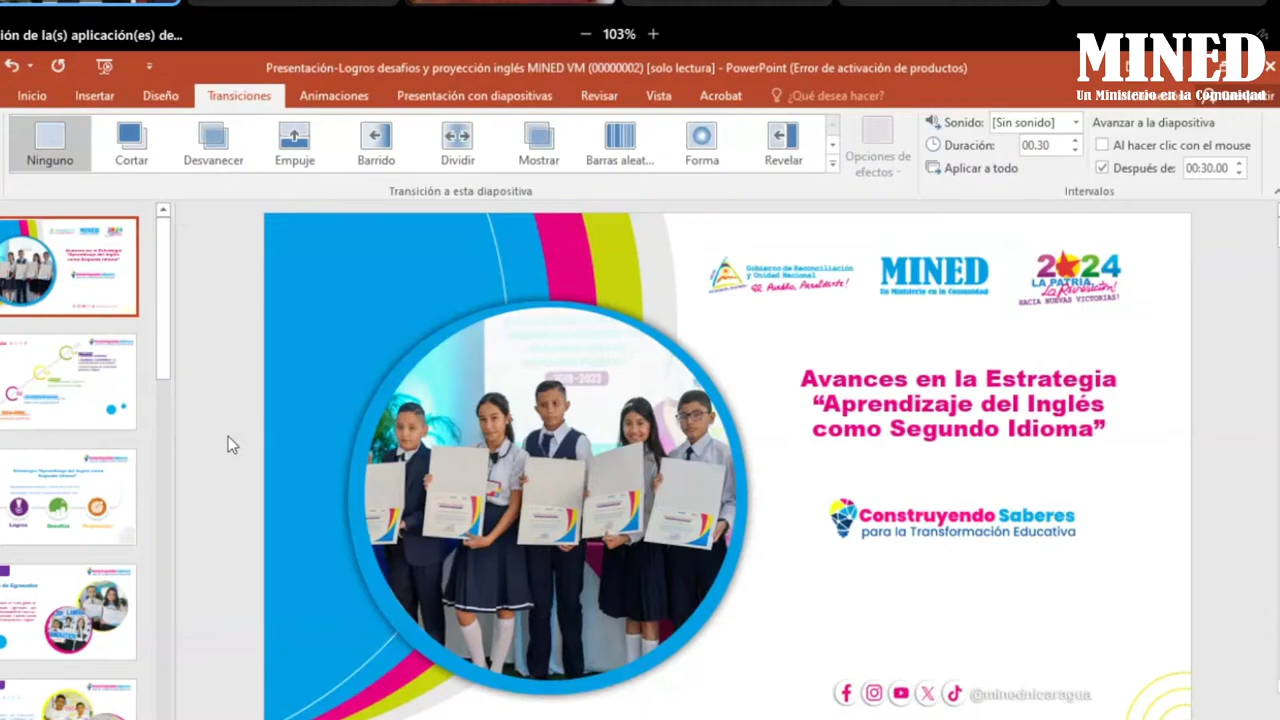 ión de la(s) aplicación(es) de...
103%
MINED
Un Ministerio en la Comunidad
Presentación-Logros desafios y proyección inglés MINED VM (00000002) [solo lectura] - PowerPoint (Error de activación de productos)
Inicio
Insertar
Diseño
Transiciones
Animaciones
Presentación con diapositivas
Revisar
Vista
Acrobat
¿Qué desea hacer?
Ninguno
Cortar
Desvanecer
Empuje
Barrido
Dividir
Mostrar
Barras aleat...
Forma
Revelar
Opciones de
efectos
Transición a esta diapositiva
Sonido: [Sin sonido]
Duración: 00.30
Aplicar a todo
Avanzar a la diapositiva
Al hacer clic con el mouse
Después de: 00:30.00
Intervalos
Gobierno de Reconciliación
y Unidad Nacional
El Pueblo, Presidente!
MINED
Un Ministerio en la Comunidad
2024
LA PATRIA,
La Revolución!
HACIA NUEVAS VICTORIAS!
2018-2023
Avances en la Estrategia
“Aprendizaje del Inglés
como Segundo Idioma”
Construyendo Saberes
para la Transformación Educativa
@minednicaragua
Logros
Desafíos